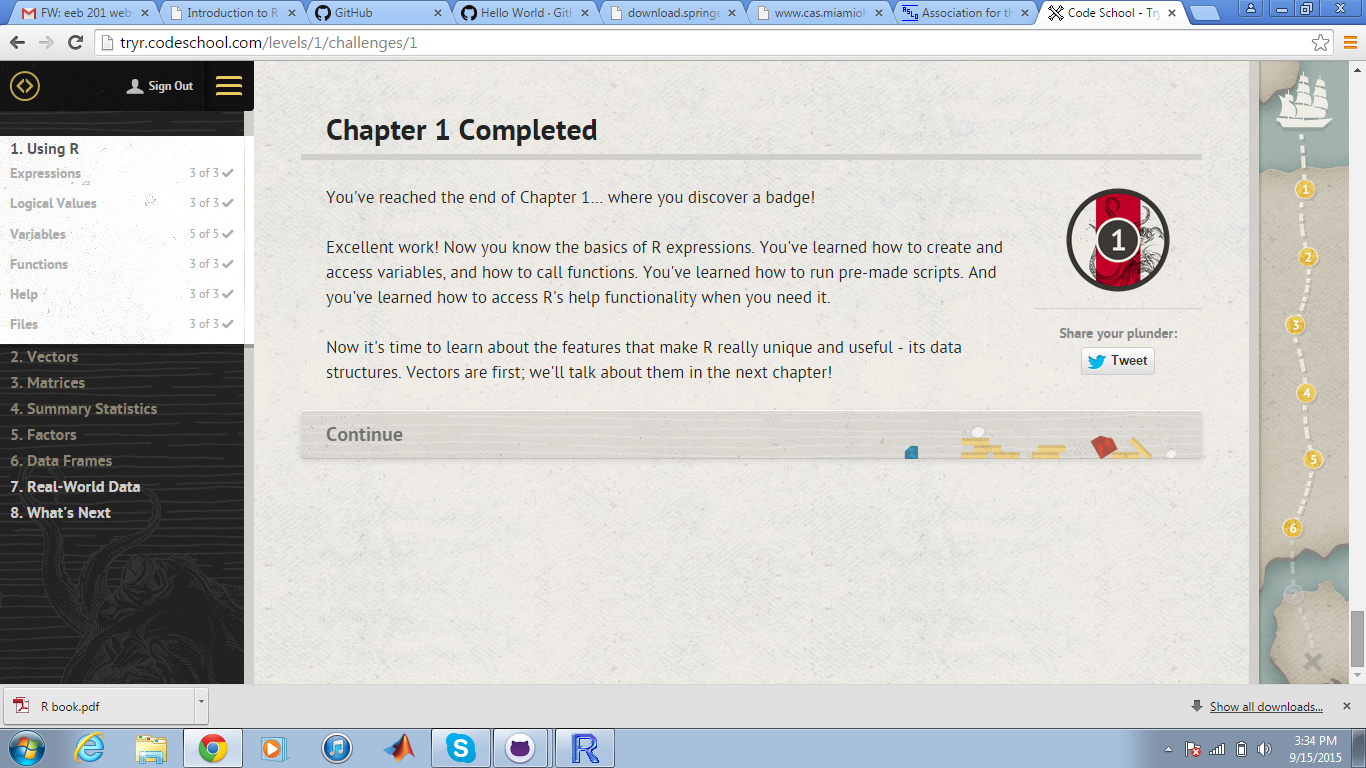 FW: eeb 201 webs
Introduction to R
GitHub
Hello World · Git
download.springe
www.cas.miamioh
Association for th
Code School - Try
tryr.codeschool.com/levels/1/challenges/1
Sign Out
1. Using R
Expressions 3 of 3
Logical Values 3 of 3
Variables 5 of 5
Functions 3 of 3
Help 3 of 3
Files 3 of 3
2. Vectors
3. Matrices
4. Summary Statistics
5. Factors
6. Data Frames
7. Real-World Data
8. What's Next
Chapter 1 Completed
You've reached the end of Chapter 1... where you discover a badge!
Excellent work! Now you know the basics of R expressions. You've learned how to create and
access variables, and how to call functions. You've learned how to run pre-made scripts. And
you've learned how to access R's help functionality when you need it.
Now it's time to learn about the features that make R really unique and useful - its data
structures. Vectors are first; we'll talk about them in the next chapter!
1
Share your plunder:
Tweet
Continue
1
2
3
4
5
6
7
R book.pdf
Show all downloads...
3:34 PM
9/15/2015